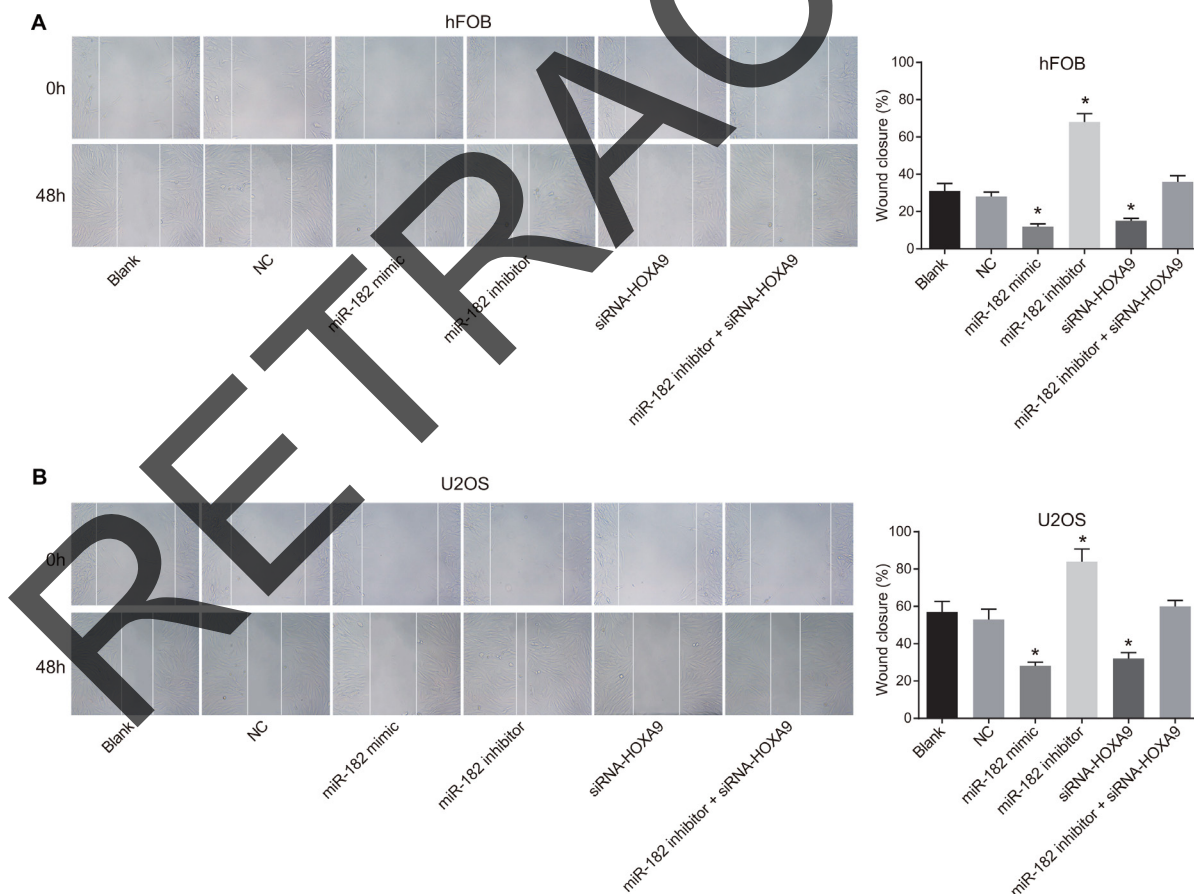 A
hFOB
0h
48h
Blank
NC
miR-182 mimic
miR-182 inhibitor
siRNA-HOXA9
miR-182 inhibitor + siRNA-HOXA9
hFOB
Wound closure (%)
100
80
60
40
20
0
*
*
*
Blank
NC
miR-182 mimic
miR-182 inhibitor
siRNA-HOXA9
miR-182 inhibitor + siRNA-HOXA9
B
U2OS
0h
48h
Blank
NC
miR-182 mimic
miR-182 inhibitor
siRNA-HOXA9
miR-182 inhibitor + siRNA-HOXA9
U2OS
Wound closure (%)
100
80
60
40
20
0
*
*
*
Blank
NC
miR-182 mimic
miR-182 inhibitor
siRNA-HOXA9
miR-182 inhibitor + siRNA-HOXA9
RETRAC